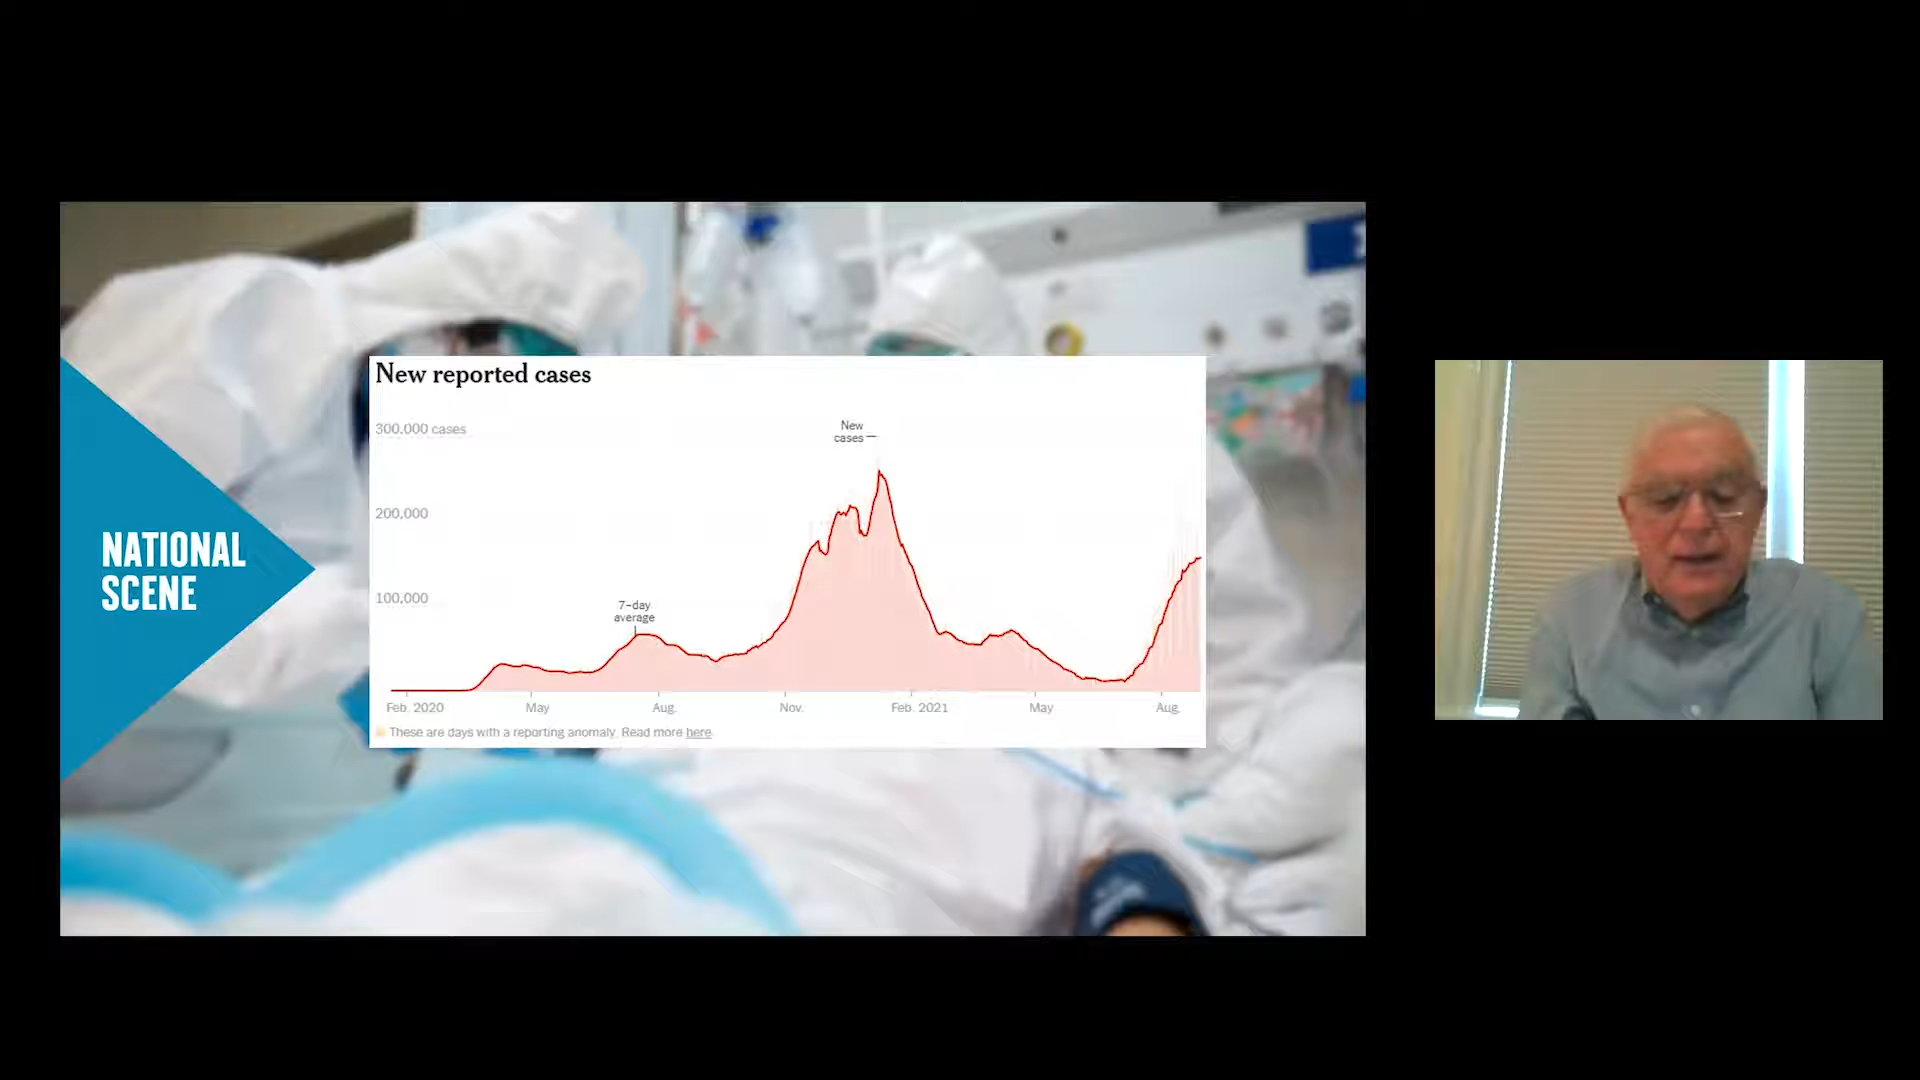 NATIONAL
SCENE
New reported cases
300,000 cases
200,000
100,000
New
cases
7-day
average
Feb. 2020
May
Aug.
Nov.
Feb. 2021
May
Aug.
These are days with a reporting anomaly. Read more here.